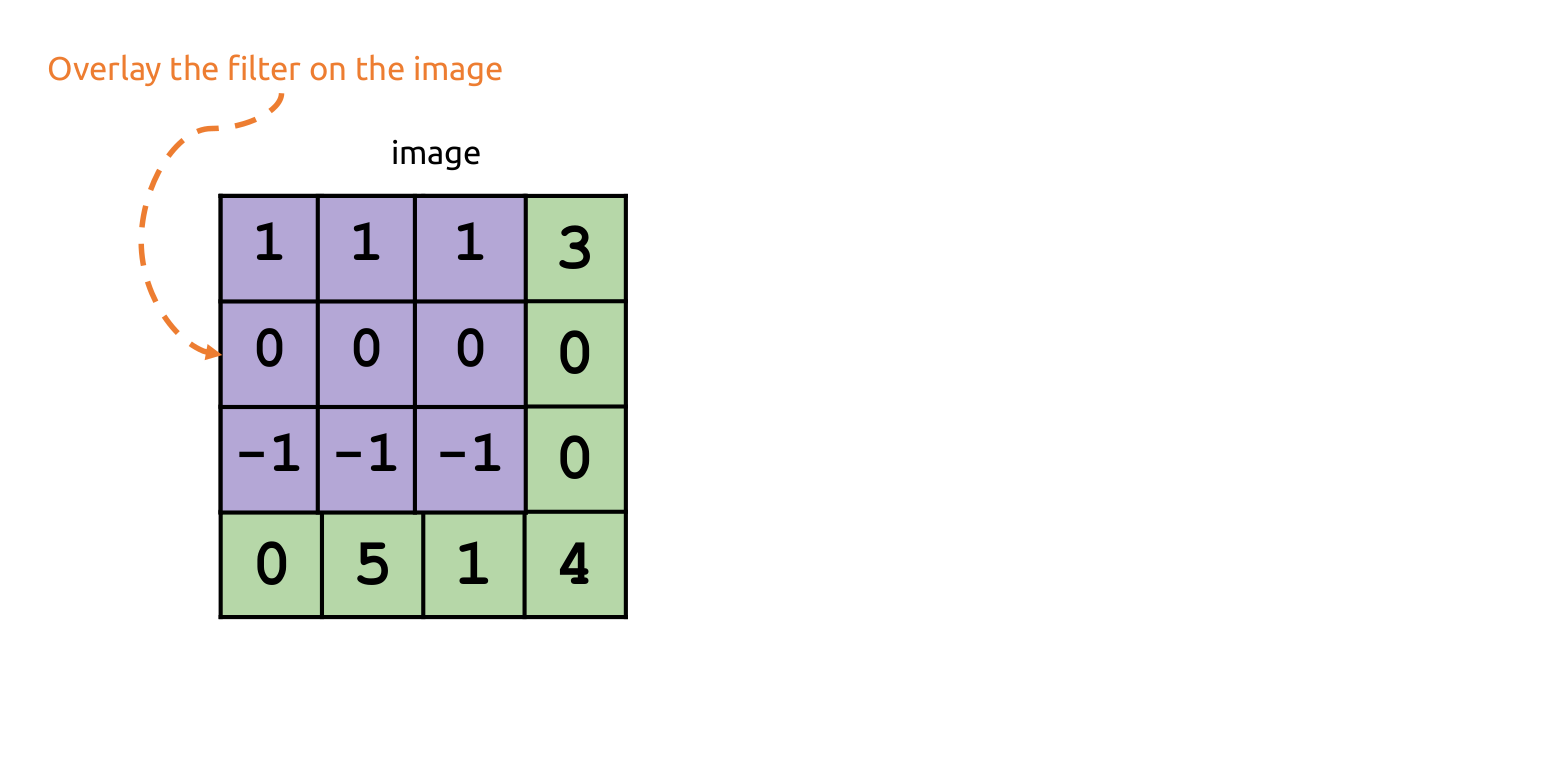 Overlay the filter on the image
image
1 1 1 3
0 0 0 0
-1 -1 -1 0
0 5 1 4